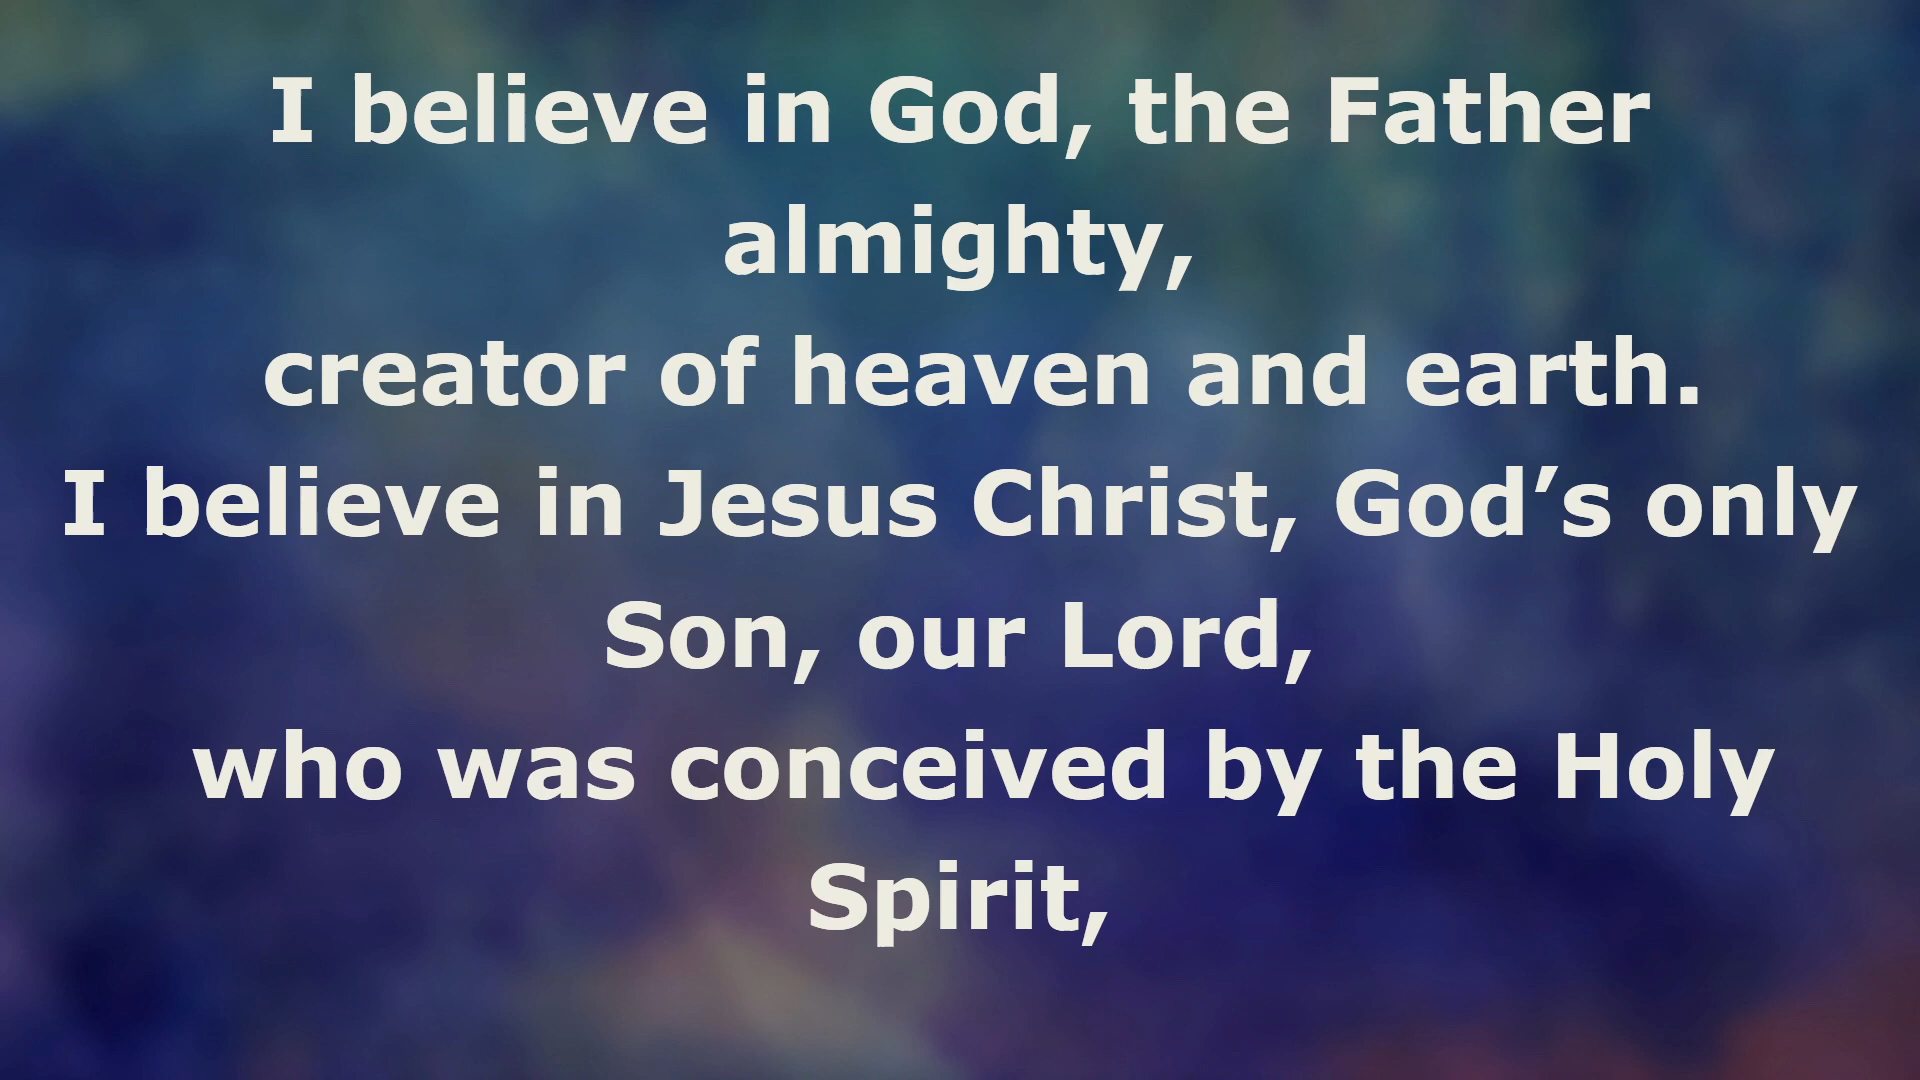 I believe in God, the Father
almighty,
creator of heaven and earth.
I believe in Jesus Christ, God’s only
Son, our Lord,
who was conceived by the Holy
Spirit,